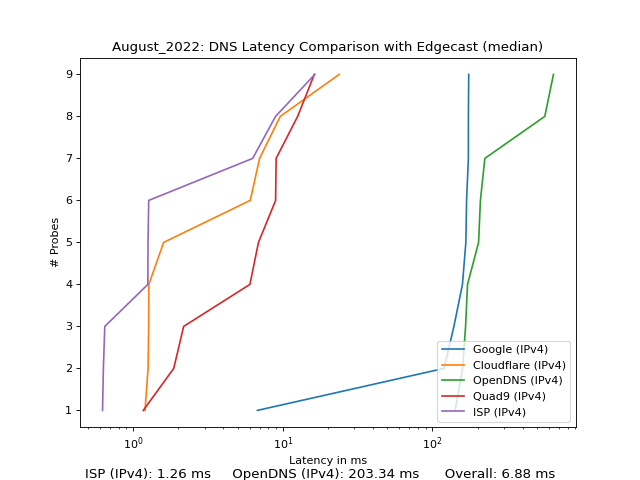 August_2022: DNS Latency Comparison with Edgecast (median)
# Probes
9
8
7
6
5
4
3
2
1
Google (IPv4)
Cloudflare (IPv4)
OpenDNS (IPv4)
Quad9 (IPv4)
ISP (IPv4)
10⁰ 10¹ 10²
Latency in ms
ISP (IPv4): 1.26 ms OpenDNS (IPv4): 203.34 ms Overall: 6.88 ms